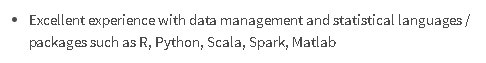 • Excellent experience with data management and statistical languages /
packages such as R, Python, Scala, Spark, Matlab